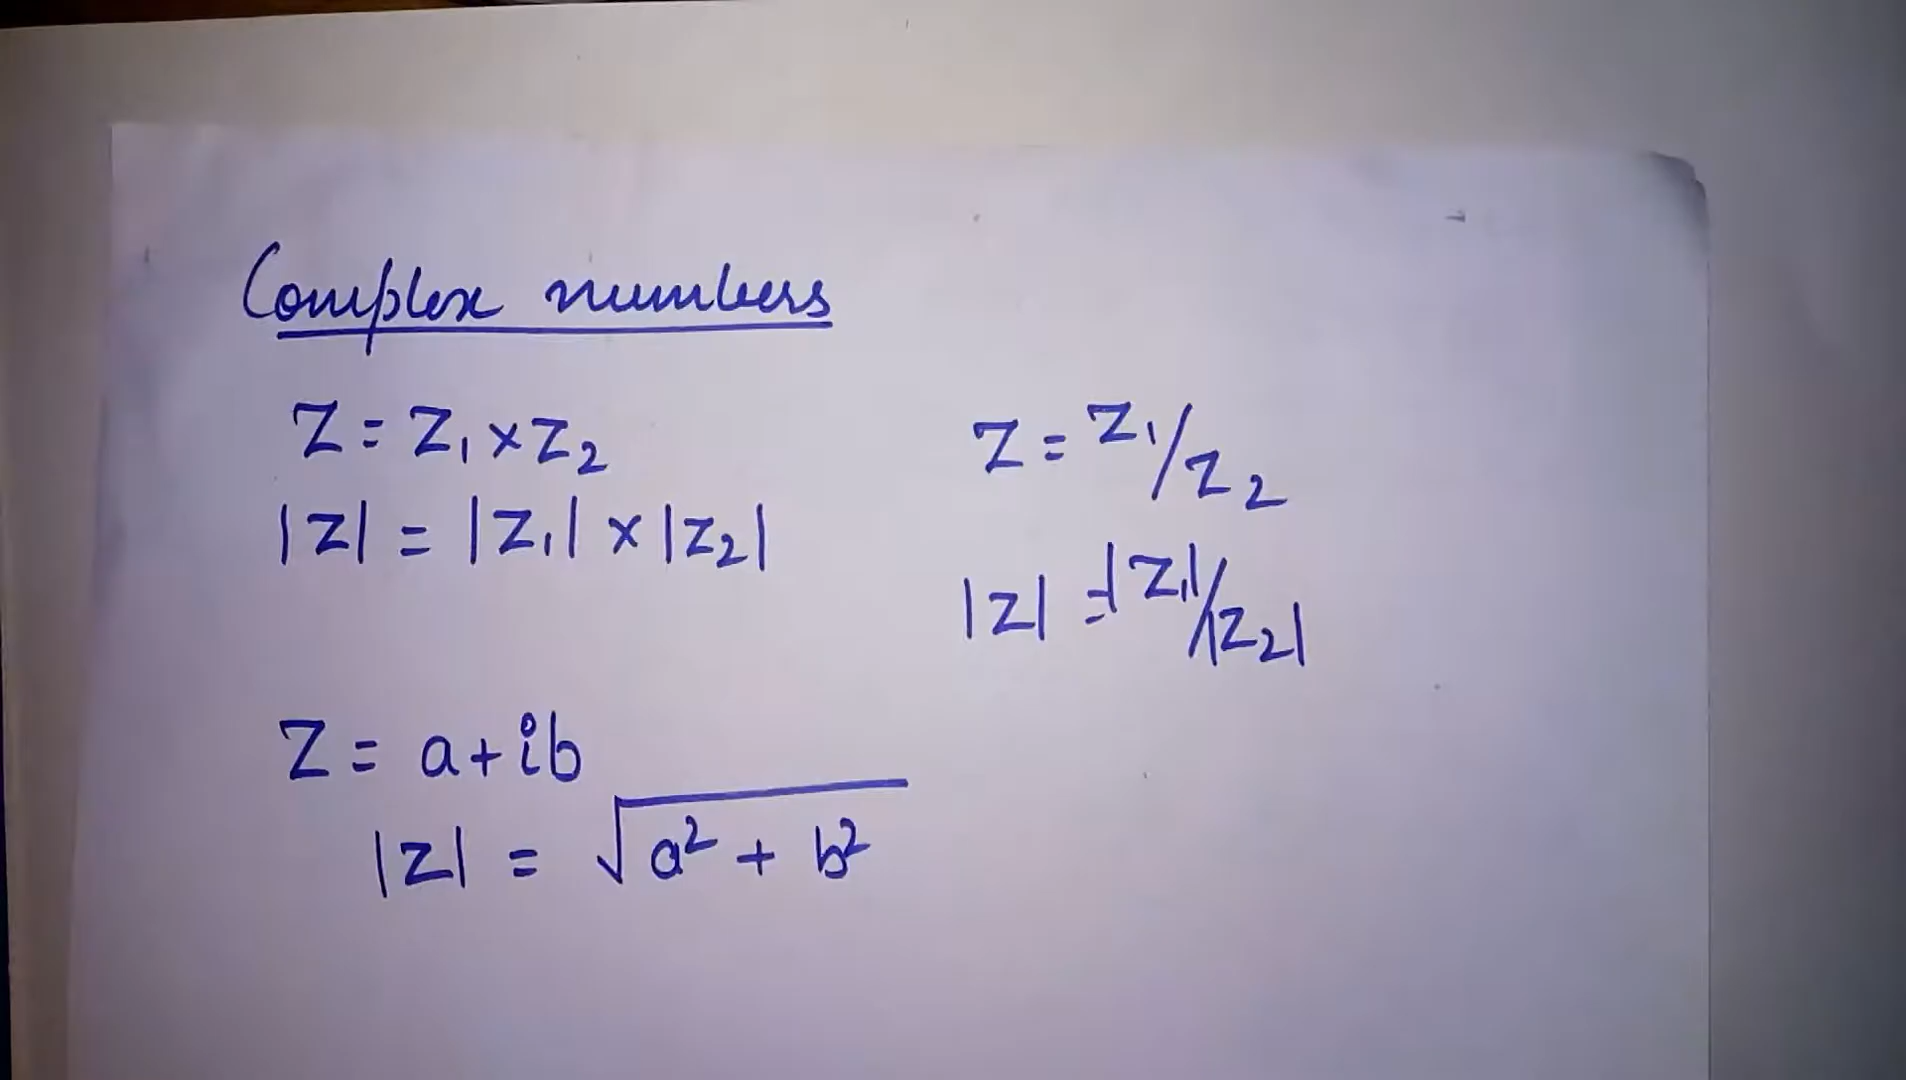 Complex numbers
Z = Z₁ × Z₂
|Z| = |Z₁| × |Z₂|
Z = Z₁/Z₂
|Z| = |Z₁|/|Z₂|
Z = a + ib
|Z| = √a² + b²